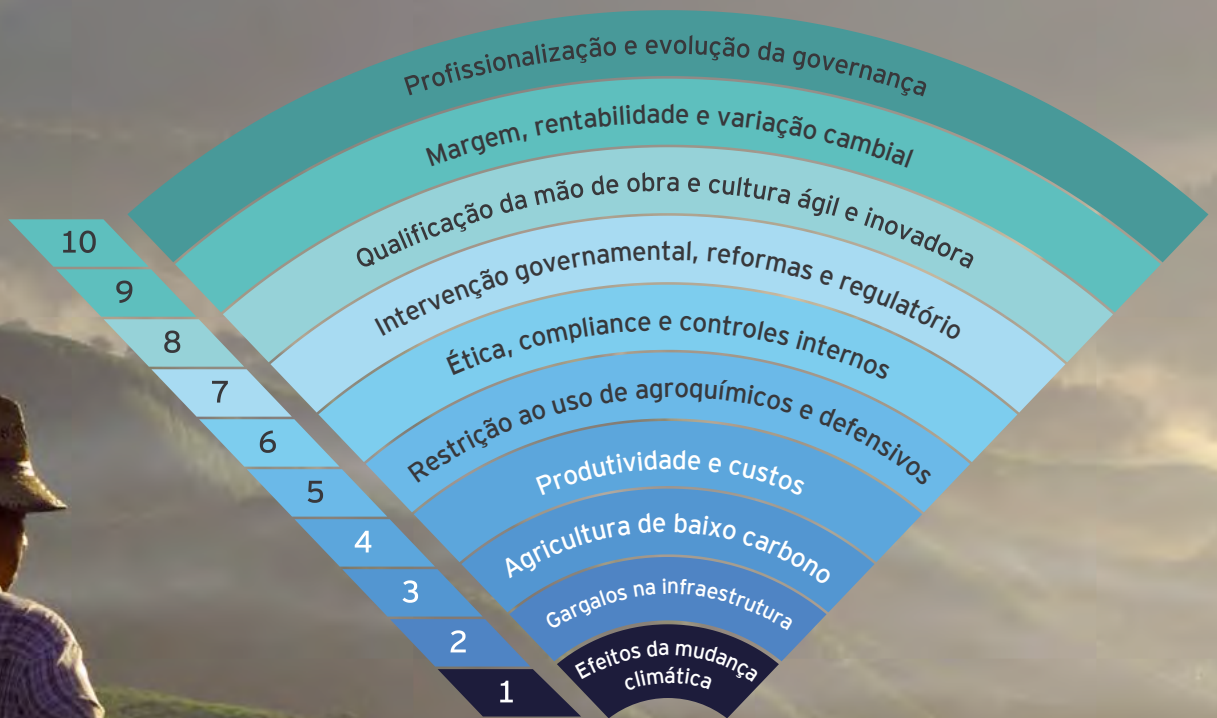 Profissionalização e evolução da governança
Margem, rentabilidade e variação cambial
Qualificação da mão de obra e cultura ágil e inovadora
Intervenção governamental, reformas e regulatório
Ética, compliance e controles internos
Restrição ao uso de agroquímicos e defensivos
Produtividade e custos
Agricultura de baixo carbono
Gargalos na infraestrutura
Efeitos da mudança
climática
10
9
8
7
6
5
4
3
2
1